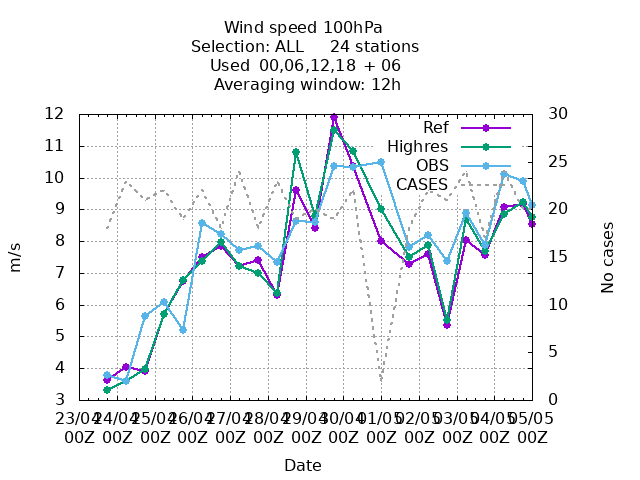 Wind speed 100hPa
Selection: ALL 24 stations
Used 00,06,12,18 + 06
Averaging window: 12h
Ref
Highres
OBS
CASES
12
11
10
9
8
7
6
5
4
3
m/s
30
25
20
15
10
5
0
No cases
23/04 24/04 25/04 26/04 27/04 28/04 29/04 30/04 01/05 02/05 03/05 04/05 05/05
00Z 00Z 00Z 00Z 00Z 00Z 00Z 00Z 00Z 00Z 00Z 00Z 00Z
Date